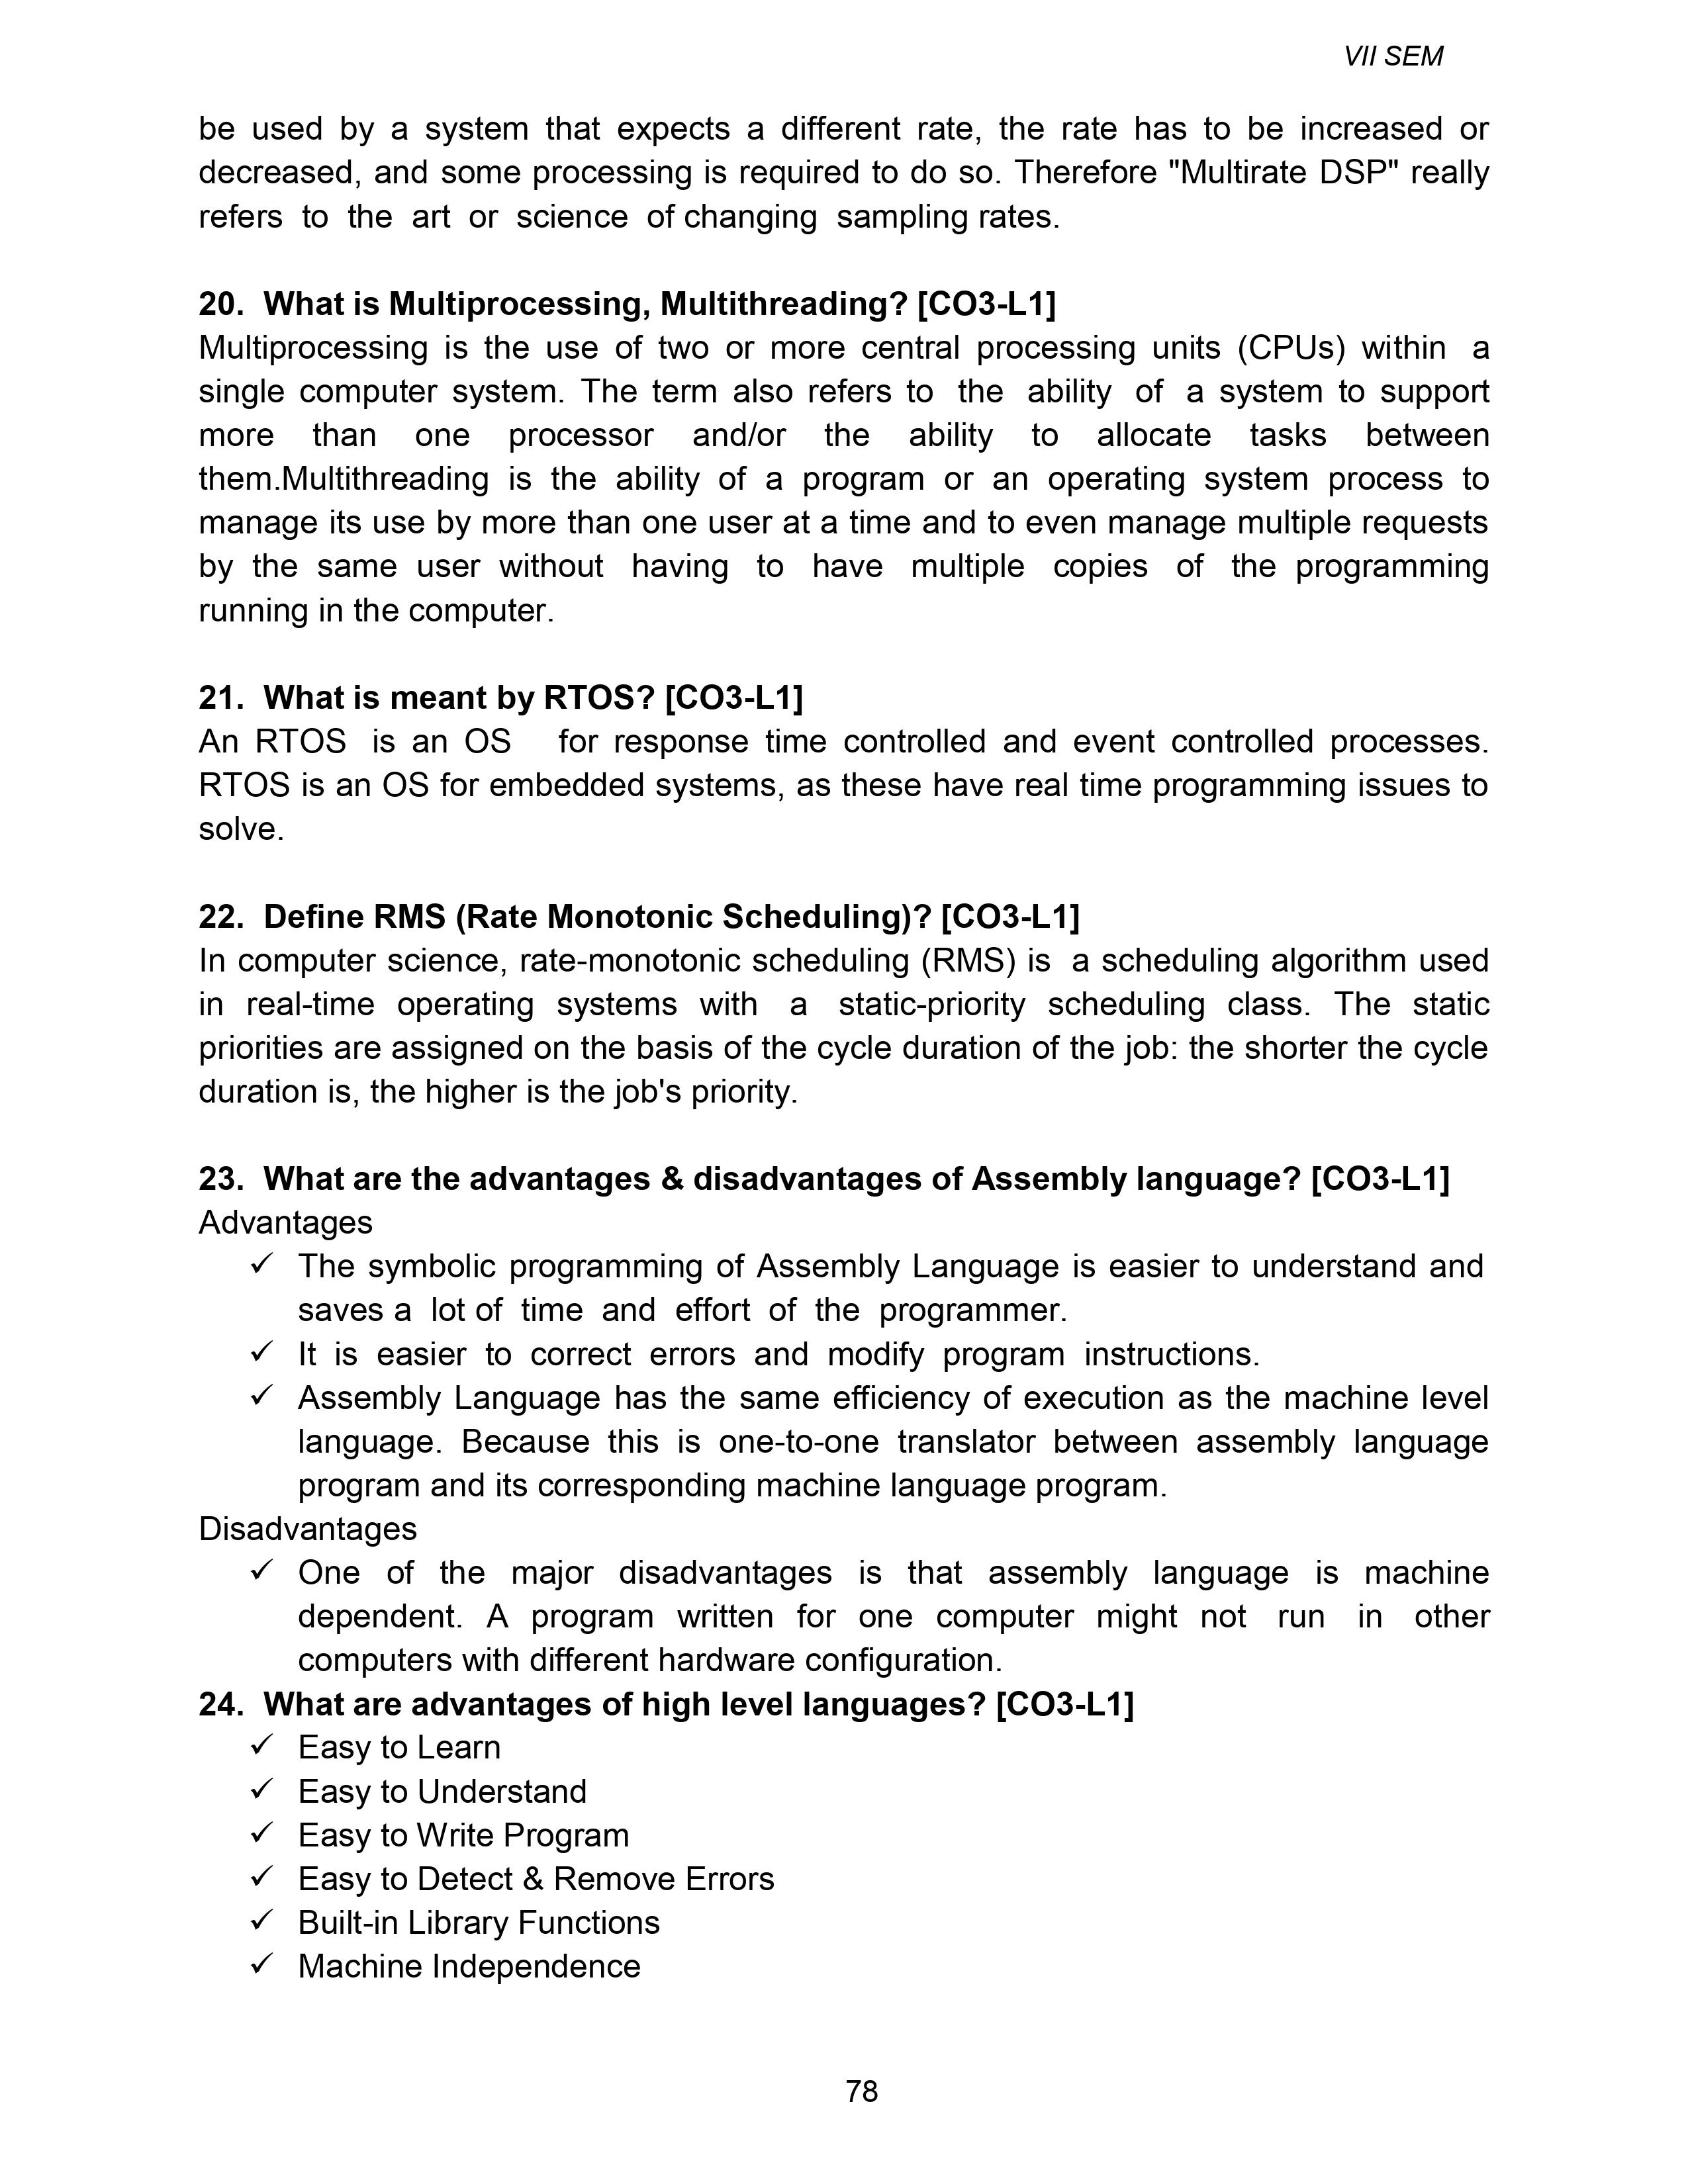 VII SEM
be used by a system that expects a different rate, the rate has to be increased or
decreased, and some processing is required to do so. Therefore "Multirate DSP" really
refers to the art or science of changing sampling rates.
20. What is Multiprocessing, Multithreading? [CO3-L1]
Multiprocessing is the use of two or more central processing units (CPUs) within a
single computer system. The term also refers to the ability of a system to support
more than one processor and/or the ability to allocate tasks between
them.Multithreading is the ability of a program or an operating system process to
manage its use by more than one user at a time and to even manage multiple requests
by the same user without having to have multiple copies of the programming
running in the computer.
21. What is meant by RTOS? [CO3-L1]
An RTOS is an OS for response time controlled and event controlled processes.
RTOS is an OS for embedded systems, as these have real time programming issues to
solve.
22. Define RMS (Rate Monotonic Scheduling)? [CO3-L1]
In computer science, rate-monotonic scheduling (RMS) is a scheduling algorithm used
in real-time operating systems with a static-priority scheduling class. The static
priorities are assigned on the basis of the cycle duration of the job: the shorter the cycle
duration is, the higher is the job's priority.
23. What are the advantages & disadvantages of Assembly language? [CO3-L1]
Advantages
✓ The symbolic programming of Assembly Language is easier to understand and
saves a lot of time and effort of the programmer.
✓ It is easier to correct errors and modify program instructions.
✓ Assembly Language has the same efficiency of execution as the machine level
language. Because this is one-to-one translator between assembly language
program and its corresponding machine language program.
Disadvantages
✓ One of the major disadvantages is that assembly language is machine
dependent. A program written for one computer might not run in other
computers with different hardware configuration.
24. What are advantages of high level languages? [CO3-L1]
✓ Easy to Learn
✓ Easy to Understand
✓ Easy to Write Program
✓ Easy to Detect & Remove Errors
✓ Built-in Library Functions
✓ Machine Independence
78